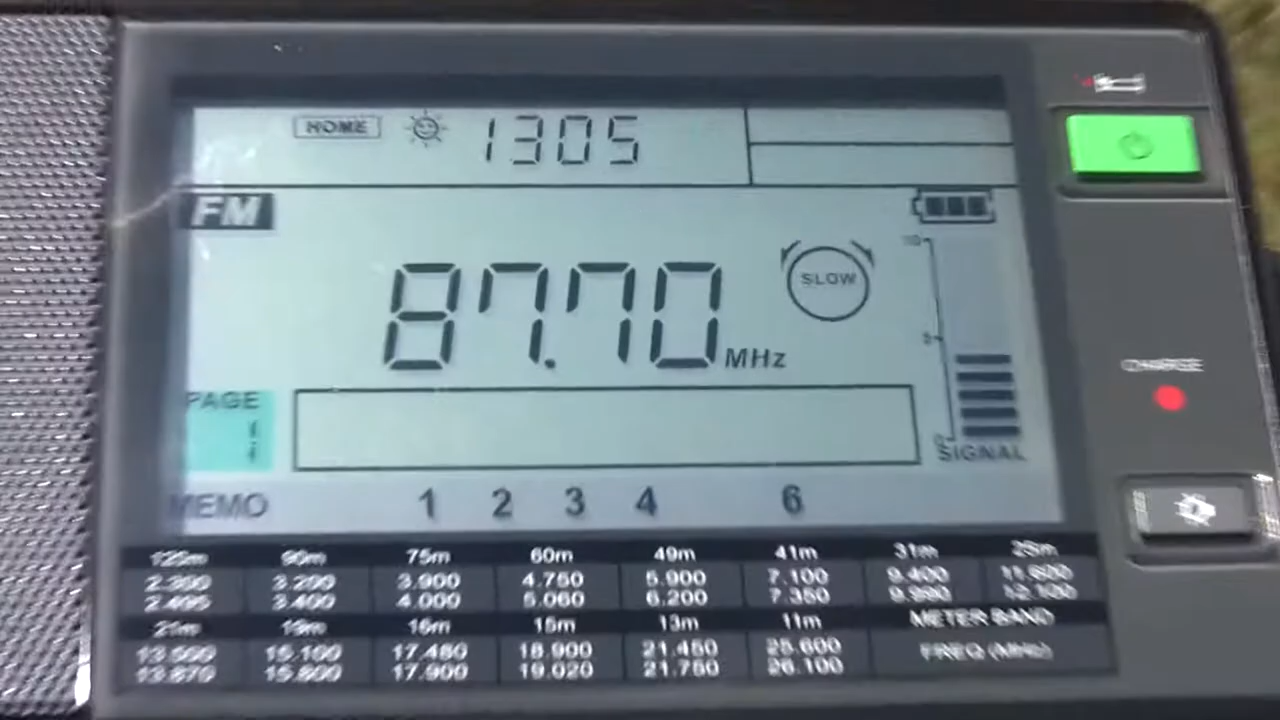 HOME 1305
FM
87.70 MHz
SLOW
10
5
0
SIGNAL
PAGE
MEMO 1 2 3 4 6
CHARGE
120m 90m 75m 60m 49m 41m 31m 25m
2.300 3.200 3.900 4.750 5.900 7.100 9.400 11.600
2.495 3.400 4.000 5.060 6.200 7.350 9.990 12.100
21m 19m 16m 15m 13m 11m METER BAND
15.100 17.480 18.900 21.450 25.600 FREQ (MHz)
13.870 15.800 17.900 19.020 21.750 26.100